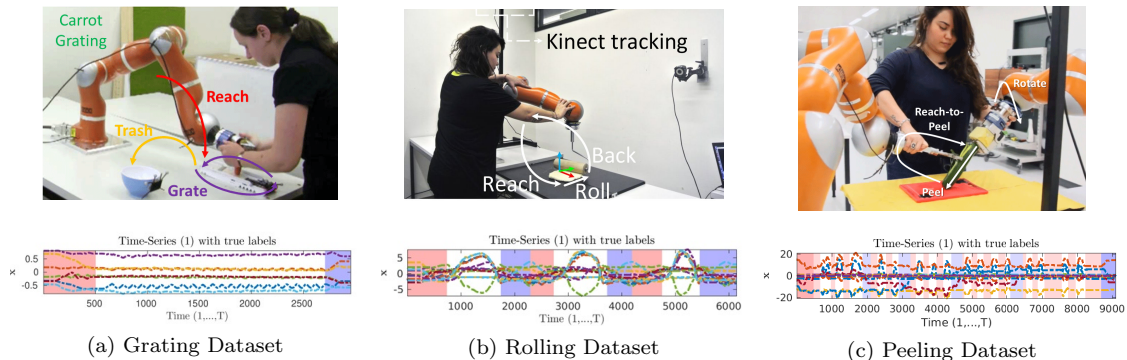 Carrot
Grating
Reach
Trash
Grate
Kinect tracking
Back
Reach
Roll
Rotate
Reach-to-
Peel
Peel
Time-Series (1) with true labels
x
0.5
0
-0.5
500
1000
1500
2000
2500
Time (1,...,T)
(a) Grating Dataset
Time-Series (1) with true labels
x
5
0
-5
1000
2000
3000
4000
5000
6000
Time (1,...,T)
(b) Rolling Dataset
Time-Series (1) with true labels
x
20
0
-20
1000
2000
3000
4000
5000
6000
7000
8000
9000
Time (1,...,T)
(c) Peeling Dataset